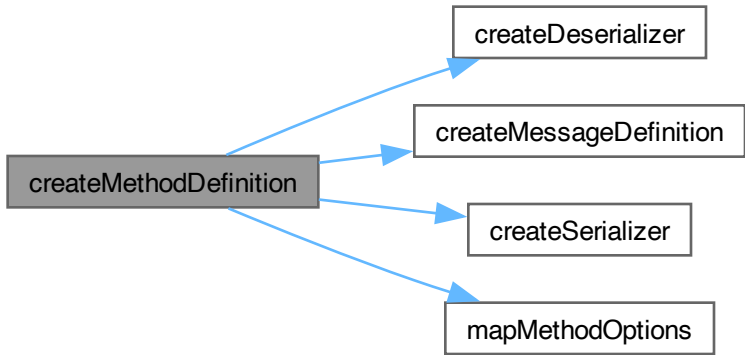 createDeserializer
createMessageDefinition
createMethodDefinition
createSerializer
mapMethodOptions